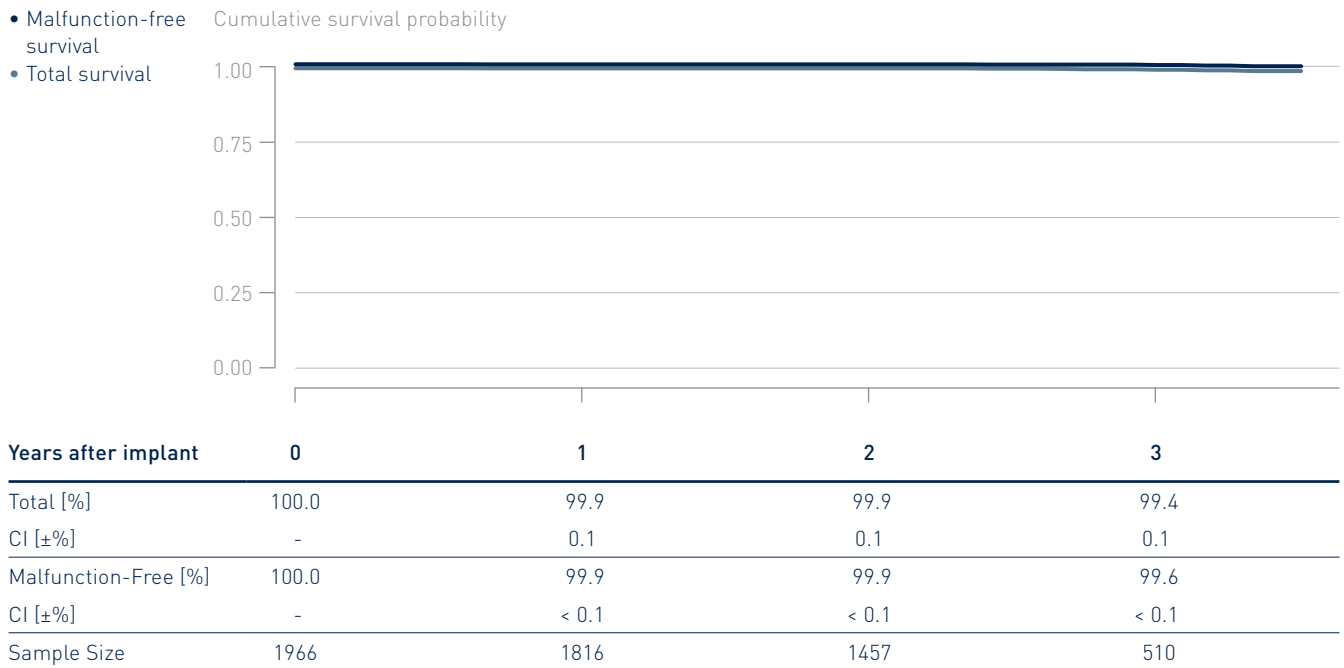 • Malfunction-free
survival
• Total survival
Cumulative survival probability
1.00
0.75
0.50
0.25
0.00
Years after implant 0 1 2 3
Total [%] 100.0 99.9 99.9 99.4
CI [±%] - 0.1 0.1 0.1
Malfunction-Free [%] 100.0 99.9 99.9 99.6
CI [±%] - < 0.1 < 0.1 < 0.1
Sample Size 1966 1816 1457 510